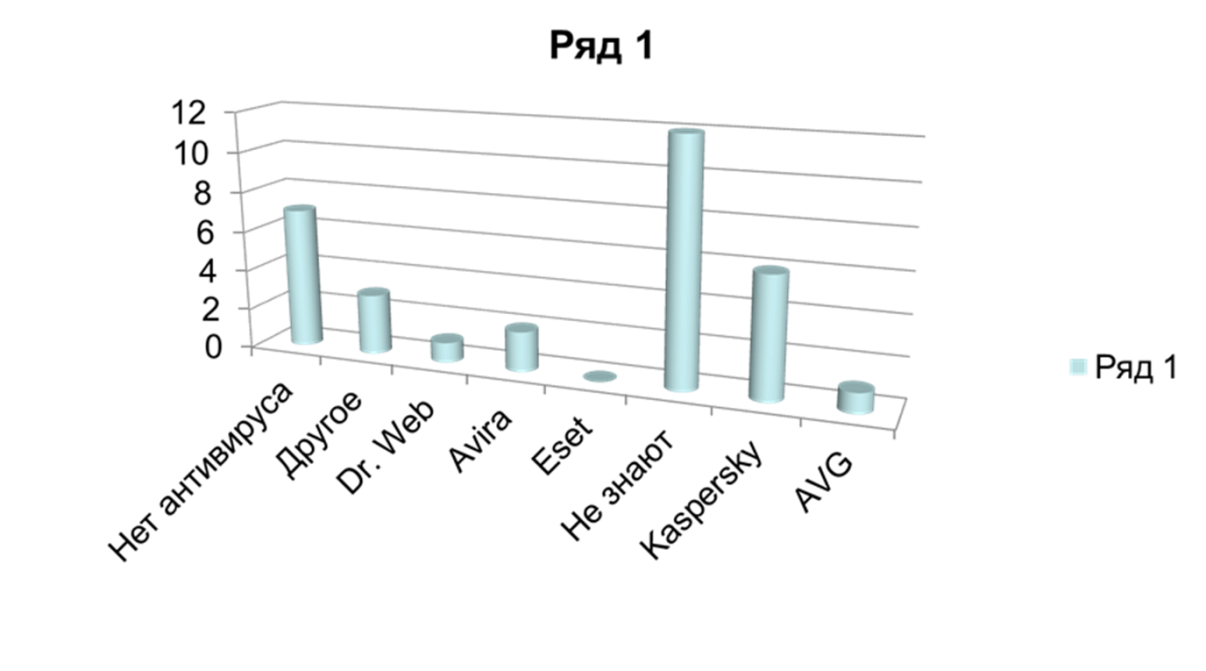 Ряд 1
12
10
8
6
4
2
0
Нет антивируса
Другое
Dr. Web
Avira
Eset
Не знают
Kaspersky
AVG
Ряд 1